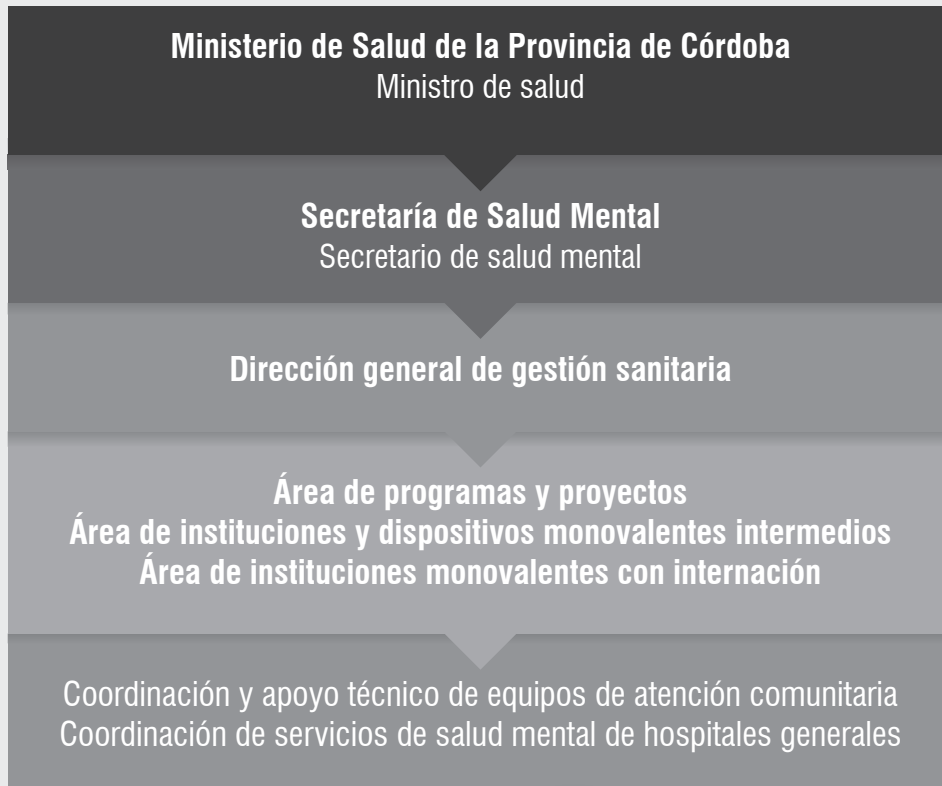 Ministerio de Salud de la Provincia de Córdoba
Ministro de salud
Secretaría de Salud Mental
Secretario de salud mental
Dirección general de gestión sanitaria
Área de programas y proyectos
Área de instituciones y dispositivos monovalentes intermedios
Área de instituciones monovalentes con internación
Coordinación y apoyo técnico de equipos de atención comunitaria
Coordinación de servicios de salud mental de hospitales generales